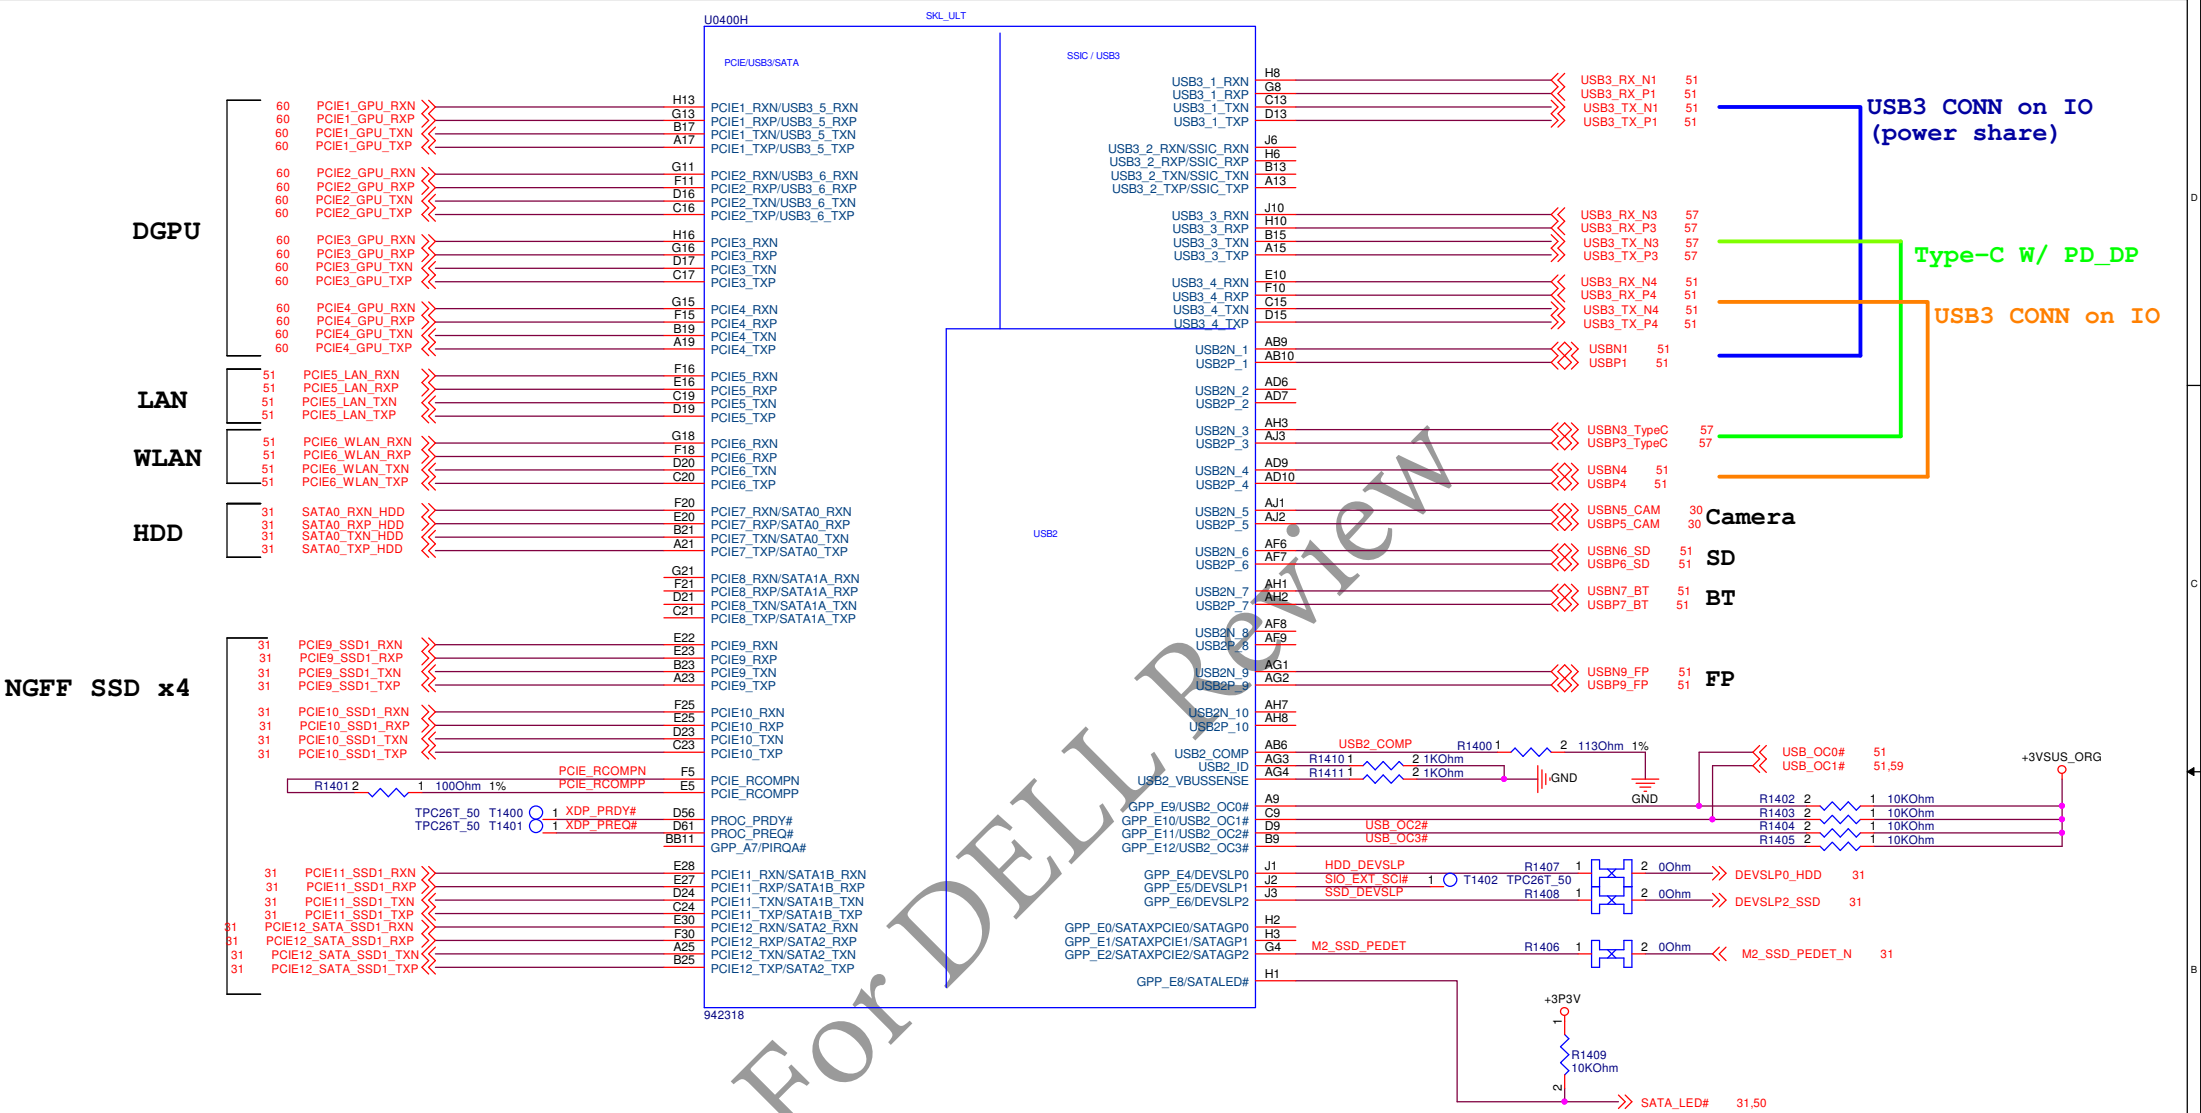 U0400H
SKL_ULT
PCIE/USB3/SATA
SSIC / USB3
USB2
DGPU
60 PCIE1_GPU_RXN H13 PCIE1_RXN/USB3_5_RXN
60 PCIE1_GPU_RXP G13 PCIE1_RXP/USB3_5_RXP
60 PCIE1_GPU_TXN B17 PCIE1_TXN/USB3_5_TXN
60 PCIE1_GPU_TXP A17 PCIE1_TXP/USB3_5_TXP
60 PCIE2_GPU_RXN G11 PCIE2_RXN/USB3_6_RXN
60 PCIE2_GPU_RXP F11 PCIE2_RXP/USB3_6_RXP
60 PCIE2_GPU_TXN D16 PCIE2_TXN/USB3_6_TXN
60 PCIE2_GPU_TXP C16 PCIE2_TXP/USB3_6_TXP
60 PCIE3_GPU_RXN H16 PCIE3_RXN
60 PCIE3_GPU_RXP G16 PCIE3_RXP
60 PCIE3_GPU_TXN D17 PCIE3_TXN
60 PCIE3_GPU_TXP C17 PCIE3_TXP
60 PCIE4_GPU_RXN G15 PCIE4_RXN
60 PCIE4_GPU_RXP F15 PCIE4_RXP
60 PCIE4_GPU_TXN B19 PCIE4_TXN
60 PCIE4_GPU_TXP A19 PCIE4_TXP
LAN
51 PCIE5_LAN_RXN F16 PCIE5_RXN
51 PCIE5_LAN_RXP E16 PCIE5_RXP
51 PCIE5_LAN_TXN C19 PCIE5_TXN
51 PCIE5_LAN_TXP D19 PCIE5_TXP
WLAN
51 PCIE6_WLAN_RXN G18 PCIE6_RXN
51 PCIE6_WLAN_RXP F18 PCIE6_RXP
51 PCIE6_WLAN_TXN D20 PCIE6_TXN
51 PCIE6_WLAN_TXP C20 PCIE6_TXP
HDD
31 SATA0_RXN_HDD F20 PCIE7_RXN/SATA0_RXN
31 SATA0_RXP_HDD E20 PCIE7_RXP/SATA0_RXP
31 SATA0_TXN_HDD B21 PCIE7_TXN/SATA0_TXN
31 SATA0_TXP_HDD A21 PCIE7_TXP/SATA0_TXP
G21 PCIE8_RXN/SATA1A_RXN
F21 PCIE8_RXP/SATA1A_RXP
D21 PCIE8_TXN/SATA1A_TXN
C21 PCIE8_TXP/SATA1A_TXP
NGFF SSD x4
31 PCIE9_SSD1_RXN E22 PCIE9_RXN
31 PCIE9_SSD1_RXP E23 PCIE9_RXP
31 PCIE9_SSD1_TXN B23 PCIE9_TXN
31 PCIE9_SSD1_TXP A23 PCIE9_TXP
31 PCIE10_SSD1_RXN F25 PCIE10_RXN
31 PCIE10_SSD1_RXP E25 PCIE10_RXP
31 PCIE10_SSD1_TXN D23 PCIE10_TXN
31 PCIE10_SSD1_TXP C23 PCIE10_TXP
PCIE_RCOMPN F5 PCIE_RCOMPN
R1401 2 1 100Ohm 1% PCIE_RCOMPP E5 PCIE_RCOMPP
TPC26T_50 T1400 1 XDP_PRDY# D56 PROC_PRDY#
TPC26T_50 T1401 1 XDP_PREQ# D61 PROC_PREQ#
BB11 GPP_A7/PIRQA#
31 PCIE11_SSD1_RXN E28 PCIE11_RXN/SATA1B_RXN
31 PCIE11_SSD1_RXP E27 PCIE11_RXP/SATA1B_RXP
31 PCIE11_SSD1_TXN D24 PCIE11_TXN/SATA1B_TXN
31 PCIE11_SSD1_TXP C24 PCIE11_TXP/SATA1B_TXP
31 PCIE12_SATA_SSD1_RXN E30 PCIE12_RXN/SATA2_RXN
31 PCIE12_SATA_SSD1_RXP F30 PCIE12_RXP/SATA2_RXP
31 PCIE12_SATA_SSD1_TXN A25 PCIE12_TXN/SATA2_TXN
31 PCIE12_SATA_SSD1_TXP B25 PCIE12_TXP/SATA2_TXP
942318
USB3_1_RXN H8 USB3_RX_N1 51
USB3_1_RXP G8 USB3_RX_P1 51
USB3_1_TXN C13 USB3_TX_N1 51
USB3_1_TXP D13 USB3_TX_P1 51
USB3 CONN on IO
(power share)
USB3_2_RXN/SSIC_RXN J6
USB3_2_RXP/SSIC_RXP H6
USB3_2_TXN/SSIC_TXN B13
USB3_2_TXP/SSIC_TXP A13
USB3_3_RXN J10 USB3_RX_N3 57
USB3_3_RXP H10 USB3_RX_P3 57
USB3_3_TXN B15 USB3_TX_N3 57
USB3_3_TXP A15 USB3_TX_P3 57
Type-C W/ PD_DP
USB3_4_RXN E10 USB3_RX_N4 51
USB3_4_RXP F10 USB3_RX_P4 51
USB3_4_TXN C15 USB3_TX_N4 51
USB3_4_TXP D15 USB3_TX_P4 51
USB3 CONN on IO
USB2N_1 AB9 USBN1 51
USB2P_1 AB10 USBP1 51
USB2N_2 AD6
USB2P_2 AD7
USB2N_3 AH3 USBN3_TypeC 57
USB2P_3 AJ3 USBP3_TypeC 57
USB2N_4 AD9 USBN4 51
USB2P_4 AD10 USBP4 51
USB2N_5 AJ1 USBN5_CAM 30
USB2P_5 AJ2 USBP5_CAM 30
Camera
USB2N_6 AF6 USBN6_SD 51
USB2P_6 AF7 USBP6_SD 51
SD
USB2N_7 AH1 USBN7_BT 51
USB2P_7 AH2 USBP7_BT 51
BT
USB2N_8 AF8
USB2P_8 AF9
USB2N_9 AG1 USBN9_FP 51
USB2P_9 AG2 USBP9_FP 51
FP
USB2N_10 AH7
USB2P_10 AH8
USB2_COMP AB6 USB2_COMP R1400 1 2 113Ohm 1%
USB2_ID AG3 R1410 1 2 1KOhm
USB2_VBUSSENSE AG4 R1411 1 2 1KOhm
GND
GND
USB_OC0# 51
USB_OC1# 51,59
+3VSUS_ORG
GPP_E9/USB2_OC0# A9 R1402 2 1 10KOhm
GPP_E10/USB2_OC1# C9 R1403 2 1 10KOhm
GPP_E11/USB2_OC2# D9 USB_OC2# R1404 2 1 10KOhm
GPP_E12/USB2_OC3# B9 USB_OC3# R1405 2 1 10KOhm
GPP_E4/DEVSLP0 J1 HDD_DEVSLP R1407 1 2 0Ohm DEVSLP0_HDD 31
GPP_E5/DEVSLP1 J2 SIO_EXT_SCI# 1 T1402 TPC26T_50
GPP_E6/DEVSLP2 J3 SSD_DEVSLP R1408 1 2 0Ohm DEVSLP2_SSD 31
GPP_E0/SATAXPCIE0/SATAGP0 H2
GPP_E1/SATAXPCIE1/SATAGP1 H3
GPP_E2/SATAXPCIE2/SATAGP2 G4 M2_SSD_PEDET R1406 1 2 0Ohm M2_SSD_PEDET_N 31
GPP_E8/SATALED# H1
+3P3V
1
R1409
10KOhm
2
SATA_LED# 31,50
For DELL Review
D
C
B